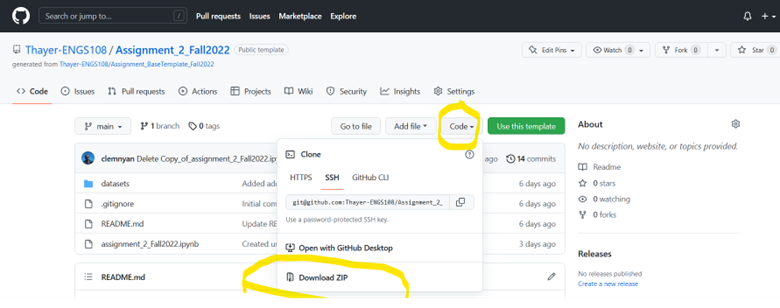 Search or jump to... / Pull requests Issues Marketplace Explore
Thayer-ENGS108 / Assignment_2_Fall2022 Public template Edit Pins Watch 0 Fork 0 Star 0
generated from Thayer-ENGS108/Assignment_BaseTemplate_Fall2022
Code Issues Pull requests Actions Projects Wiki Security Insights Settings
main 1 branch 0 tags Go to file Add file Code Use this template
About
clemnyan Delete Copy_of_assignment_2_Fall2022.ip ago 14 commits
No description, website, or topics provided.
datasets Added add 6 days ago
.gitignore Initial com 6 days ago
README.md Update RE 6 days ago
assignment_2_Fall2022.ipynb Created u 3 days ago
README.md
Clone
HTTPS SSH GitHub CLI
git@github.com:Thayer-ENGS108/Assignment_2_
Use a password-protected SSH key.
Open with GitHub Desktop
Download ZIP
Readme
0 stars
0 watching
0 forks
Releases
No releases published
Create a new release